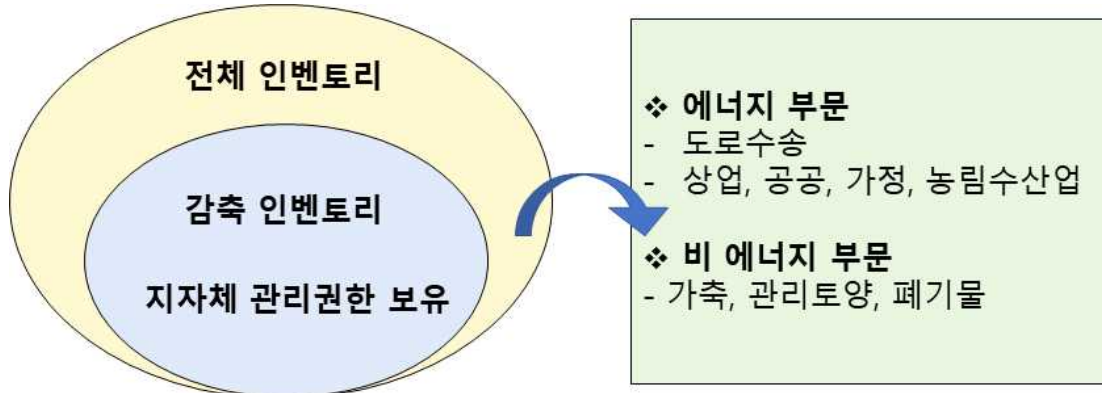 전체 인벤토리
감축 인벤토리
지자체 관리권한 보유
❖ 에너지 부문
- 도로수송
- 상업, 공공, 가정, 농림수산업
❖ 비 에너지 부문
- 가축, 관리토양, 폐기물